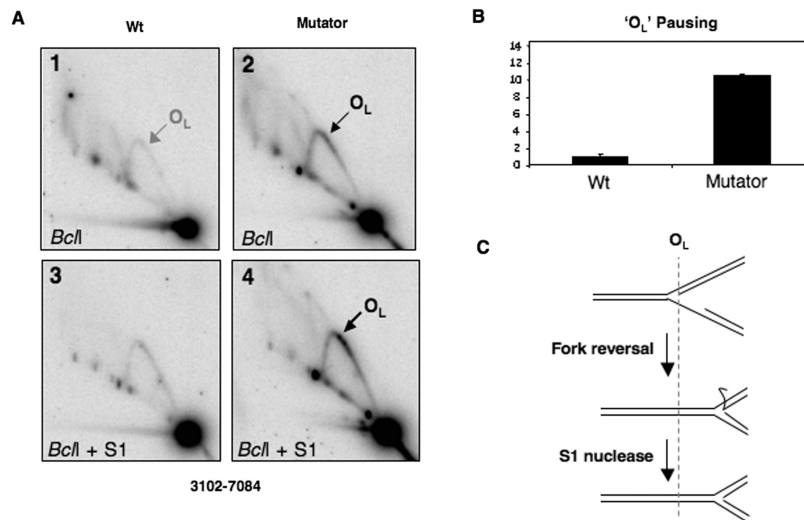 A
Wt
Mutator
1
OL
BclI
2
OL
BclI
3
BclI + S1
4
OL
BclI + S1
3102-7084
B
‘OL’ Pausing
14
12
10
8
6
4
2
0
Wt
Mutator
C
OL
Fork reversal
S1 nuclease